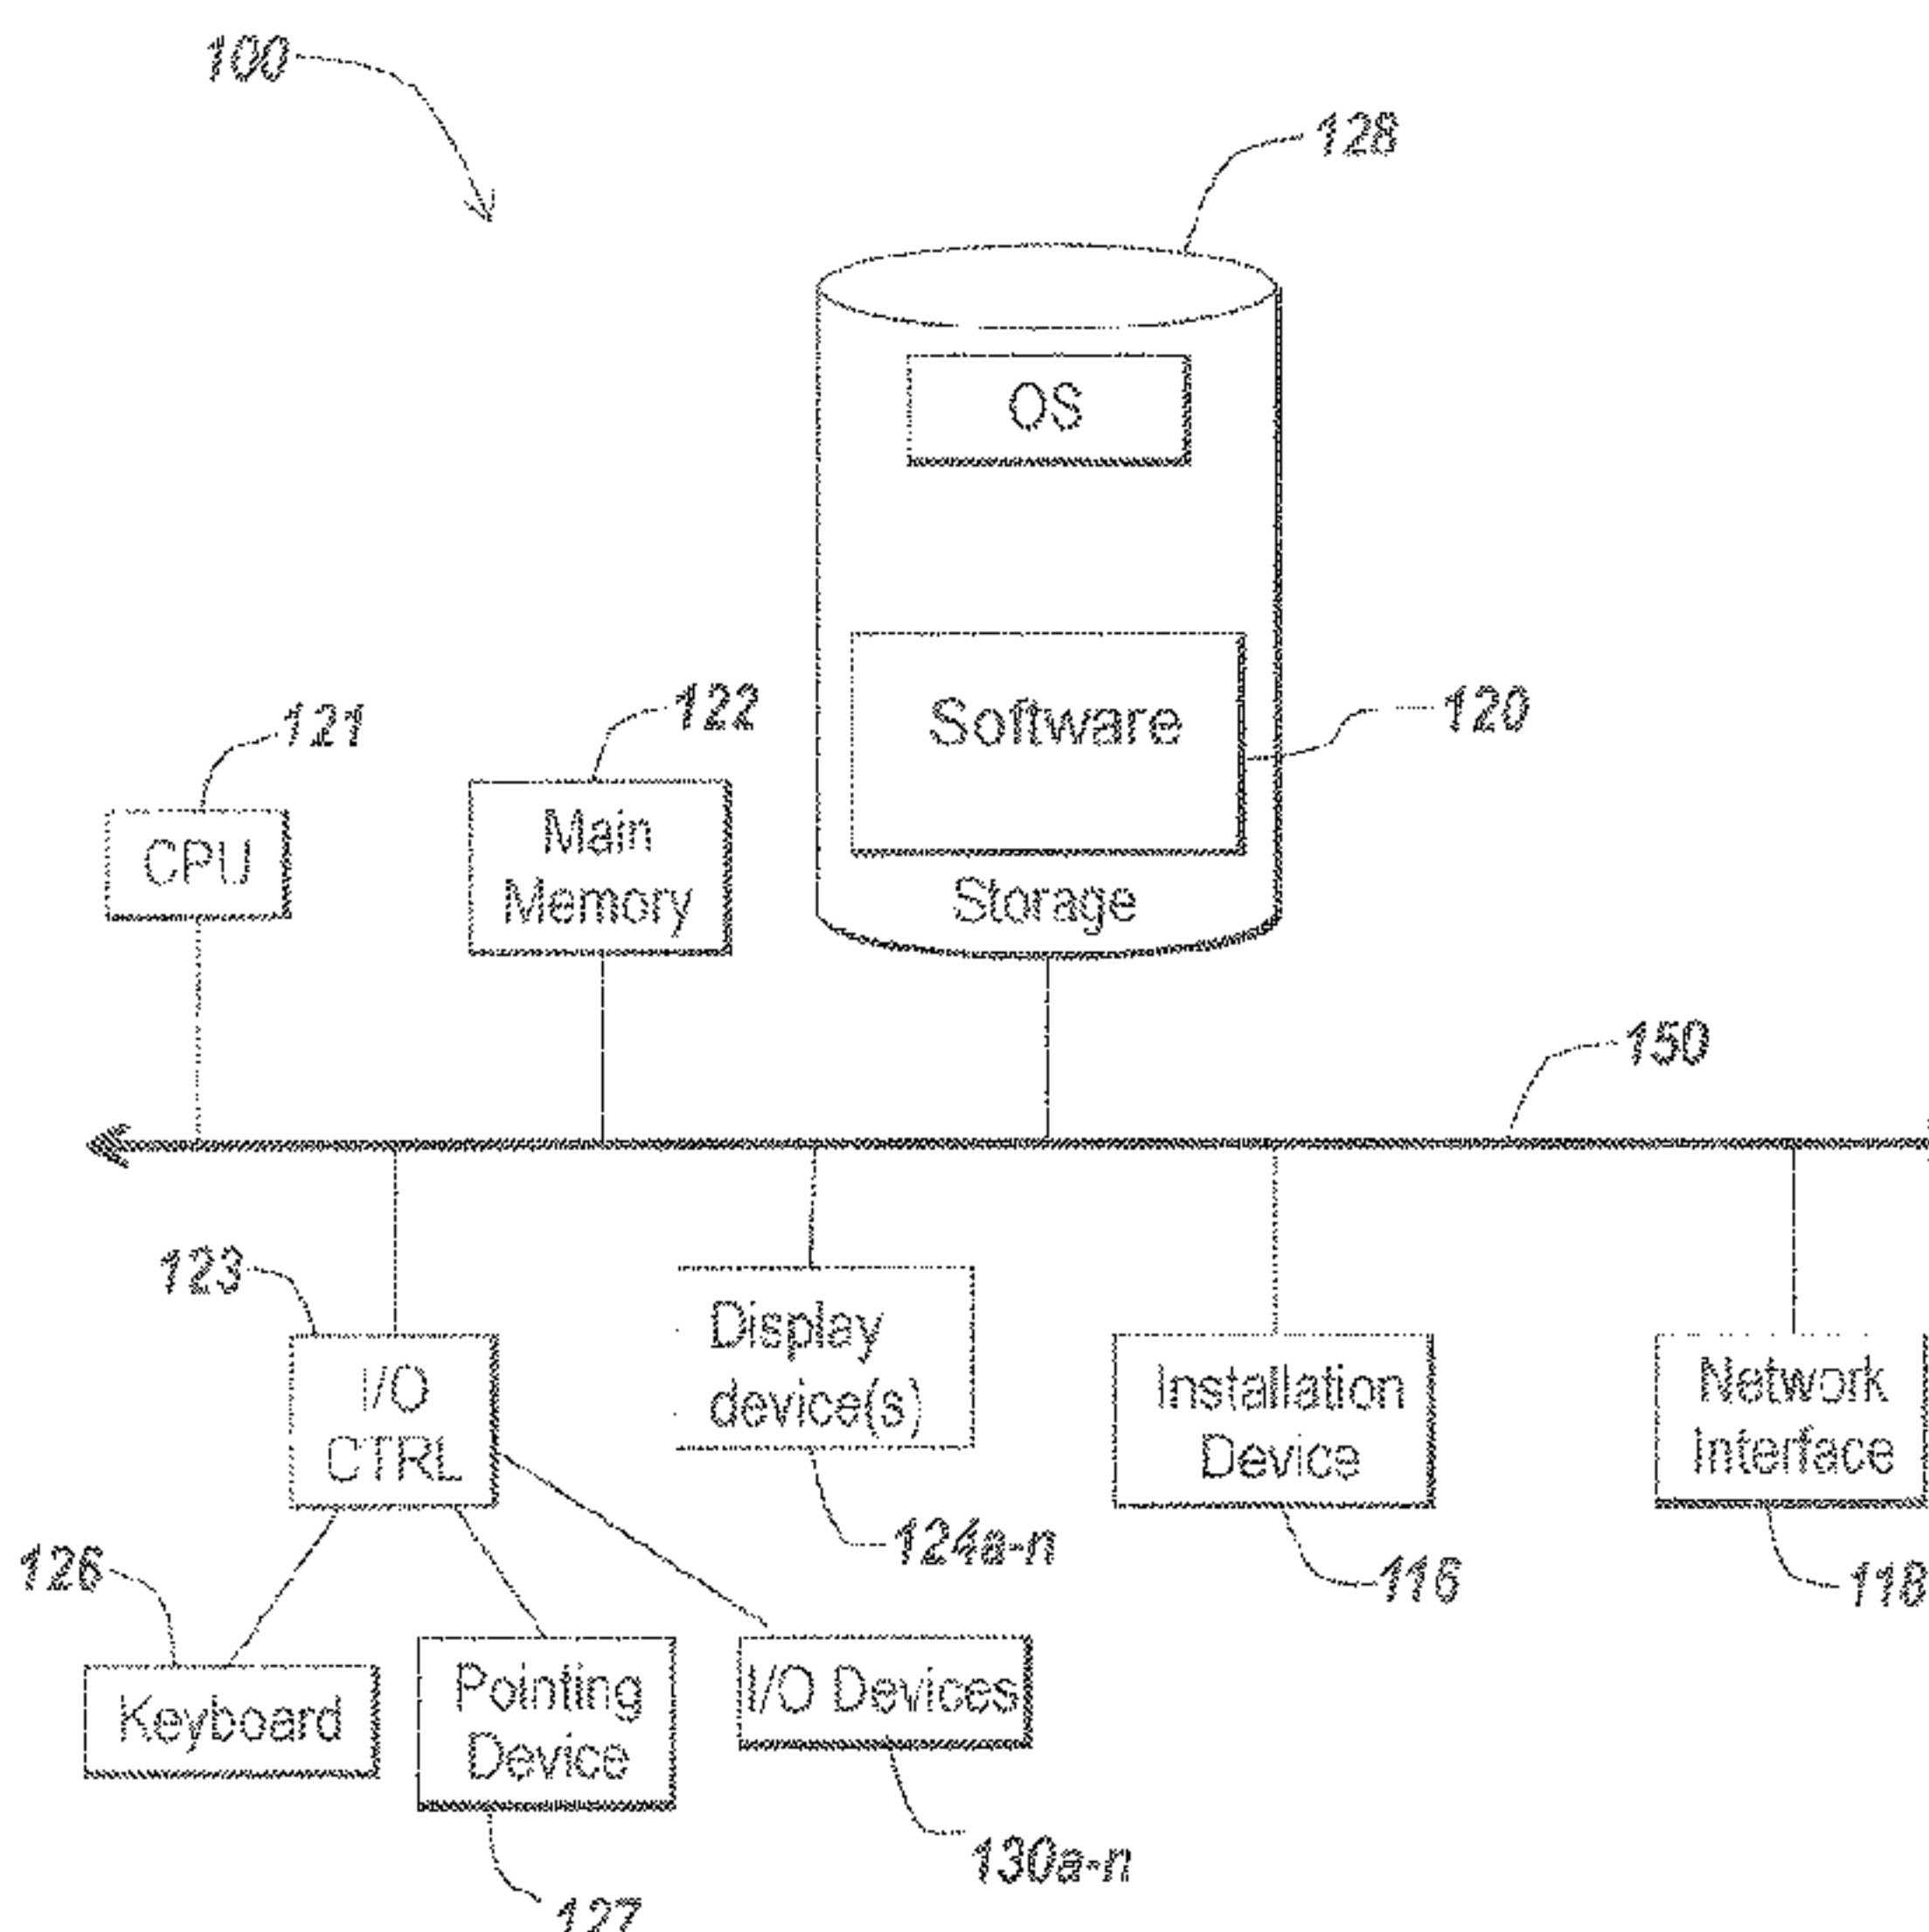 100
128
OS
121
122
Software
120
CPU
Main
Memory
Storage
150
123
I/O
CTRL
Display
device(s)
Installation
Device
Network
Interface
124a-n
126
116
118
Keyboard
Pointing
Device
I/O Devices
130a-n
127